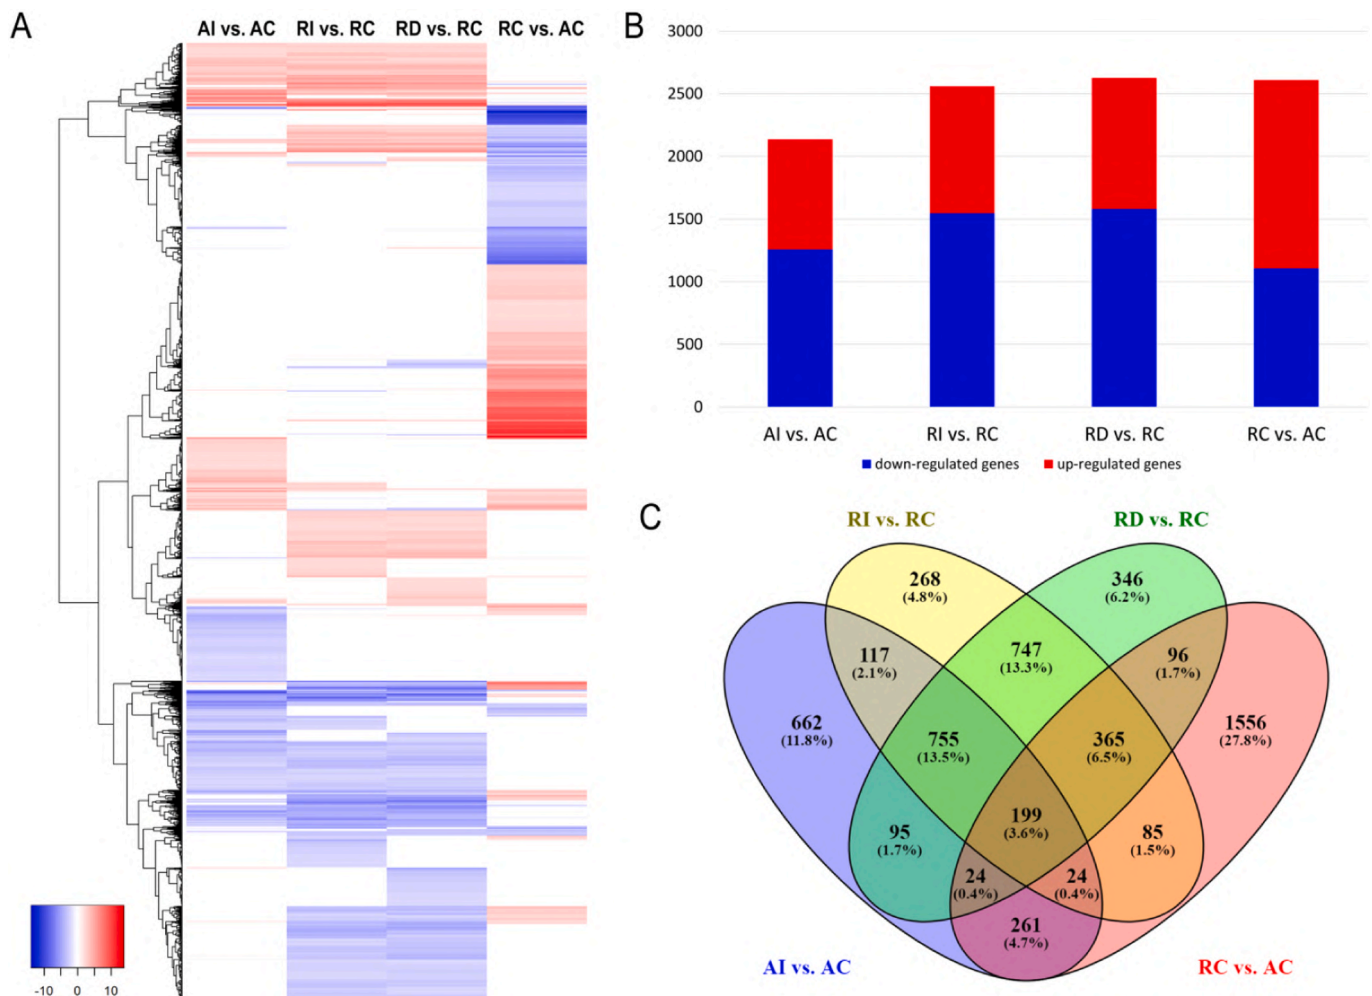 A
AI vs. AC
RI vs. RC
RD vs. RC
RC vs. AC
-10
0
10
B
3000
2500
2000
1500
1000
500
0
AI vs. AC
RI vs. RC
RD vs. RC
RC vs. AC
down-regulated genes
up-regulated genes
C
RI vs. RC
RD vs. RC
268
(4.8%)
346
(6.2%)
117
(2.1%)
747
(13.3%)
96
(1.7%)
662
(11.8%)
755
(13.5%)
365
(6.5%)
1556
(27.8%)
199
(3.6%)
95
(1.7%)
85
(1.5%)
24
(0.4%)
24
(0.4%)
261
(4.7%)
AI vs. AC
RC vs. AC